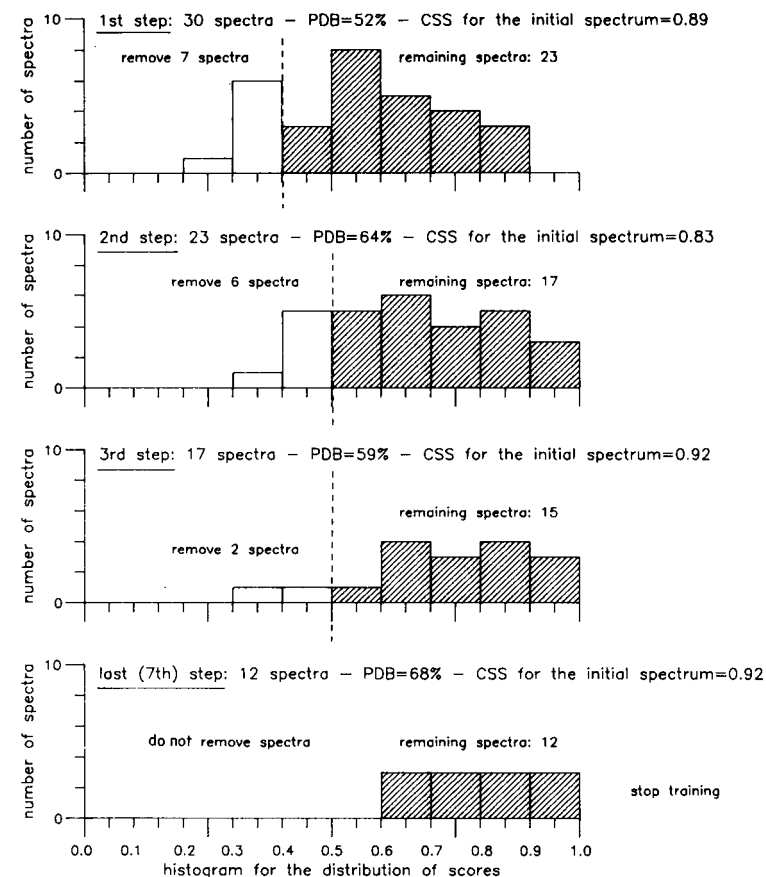 10
1st step: 30 spectra – PDB=52% – CSS for the initial spectrum=0.89
remove 7 spectra
remaining spectra: 23
number of spectra
0
10
2nd step: 23 spectra – PDB=64% – CSS for the initial spectrum=0.83
remove 6 spectra
remaining spectra: 17
number of spectra
0
10
3rd step: 17 spectra – PDB=59% – CSS for the initial spectrum=0.92
remaining spectra: 15
remove 2 spectra
number of spectra
0
10
last (7th) step: 12 spectra – PDB=68% – CSS for the initial spectrum=0.92
do not remove spectra
remaining spectra: 12
stop training
number of spectra
0
0.0 0.1 0.2 0.3 0.4 0.5 0.6 0.7 0.8 0.9 1.0
histogram for the distribution of scores